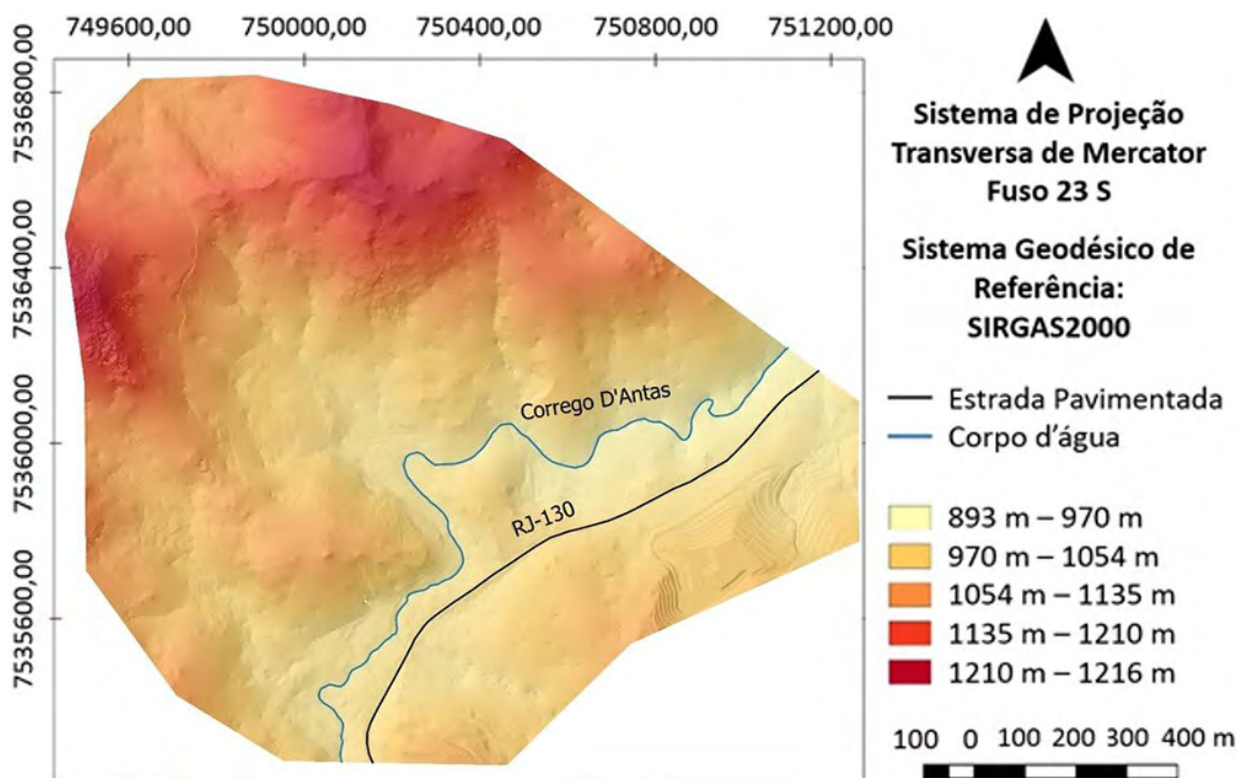 749600,00 750000,00 750400,00 750800,00 751200,00
7536800,00
7536400,00
7536000,00
7535600,00
Corrego D'Antas
RJ-130
Sistema de Projeção
Transversa de Mercator
Fuso 23 S
Sistema Geodésico de
Referência:
SIRGAS2000
Estrada Pavimentada
Corpo d'água
893 m – 970 m
970 m – 1054 m
1054 m – 1135 m
1135 m – 1210 m
1210 m – 1216 m
100 0 100 200 300 400 m